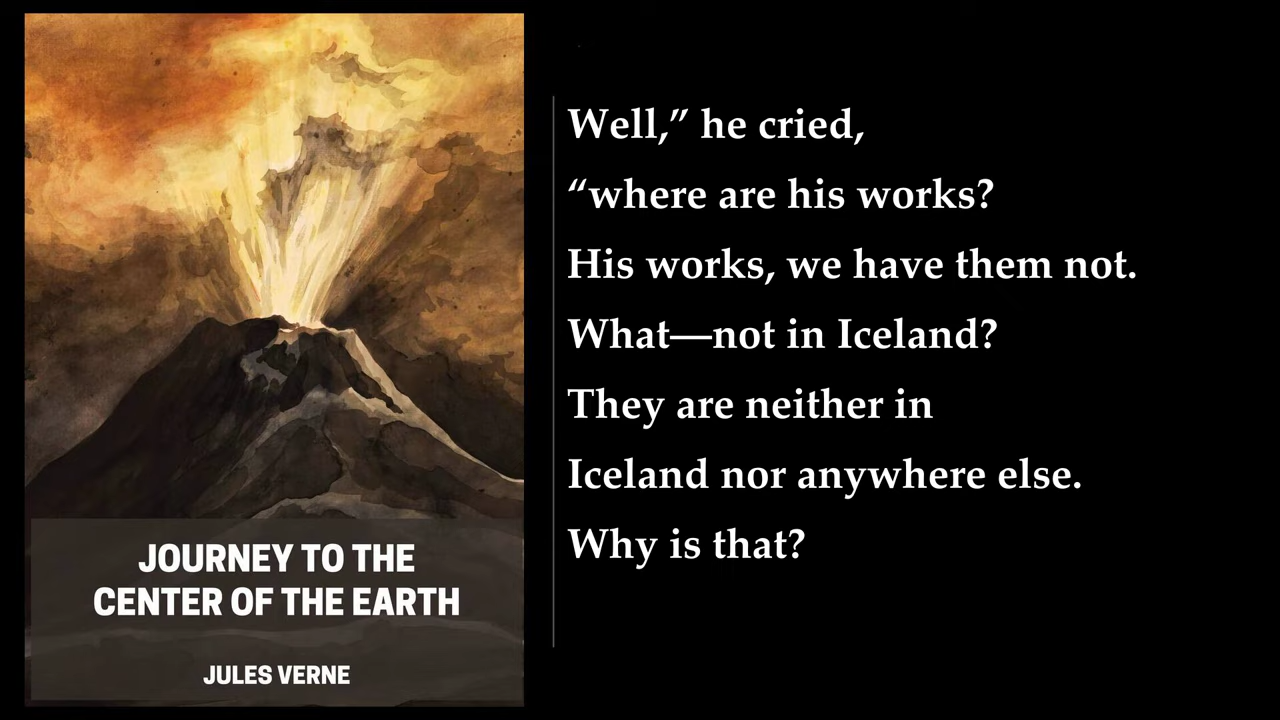 JOURNEY TO THE
CENTER OF THE EARTH
JULES VERNE
Well,” he cried,
“where are his works?
His works, we have them not.
What—not in Iceland?
They are neither in
Iceland nor anywhere else.
Why is that?